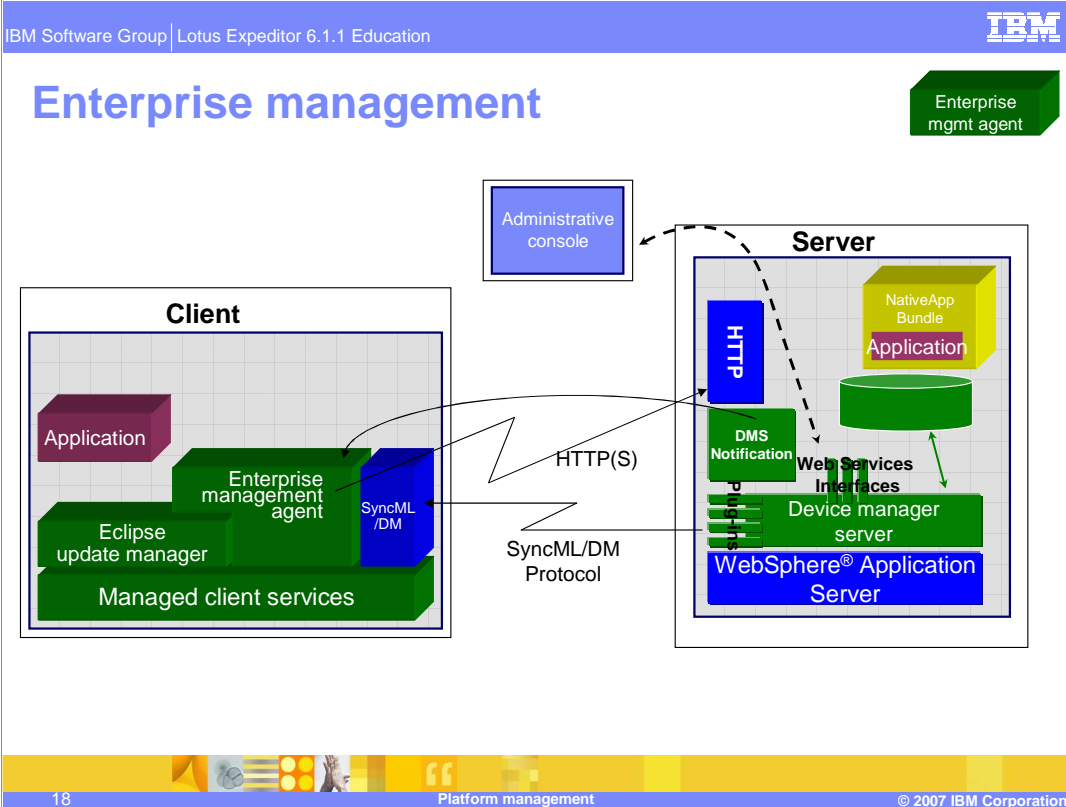 IBM Software Group | Lotus Expeditor 6.1.1 Education
IBM
Enterprise management
Enterprise
mgmt agent
Administrative
console
Server
NativeApp
Bundle
Application
HTTP
Client
Application
DMS
Notification
HTTP(S)
Web Services
Interfaces
Enterprise
management
agent
SyncML
/DM
Plug-ins
Device manager
server
Eclipse
update manager
SyncML/DM
Protocol
WebSphere® Application
Server
Managed client services
18
Platform management
© 2007 IBM Corporation